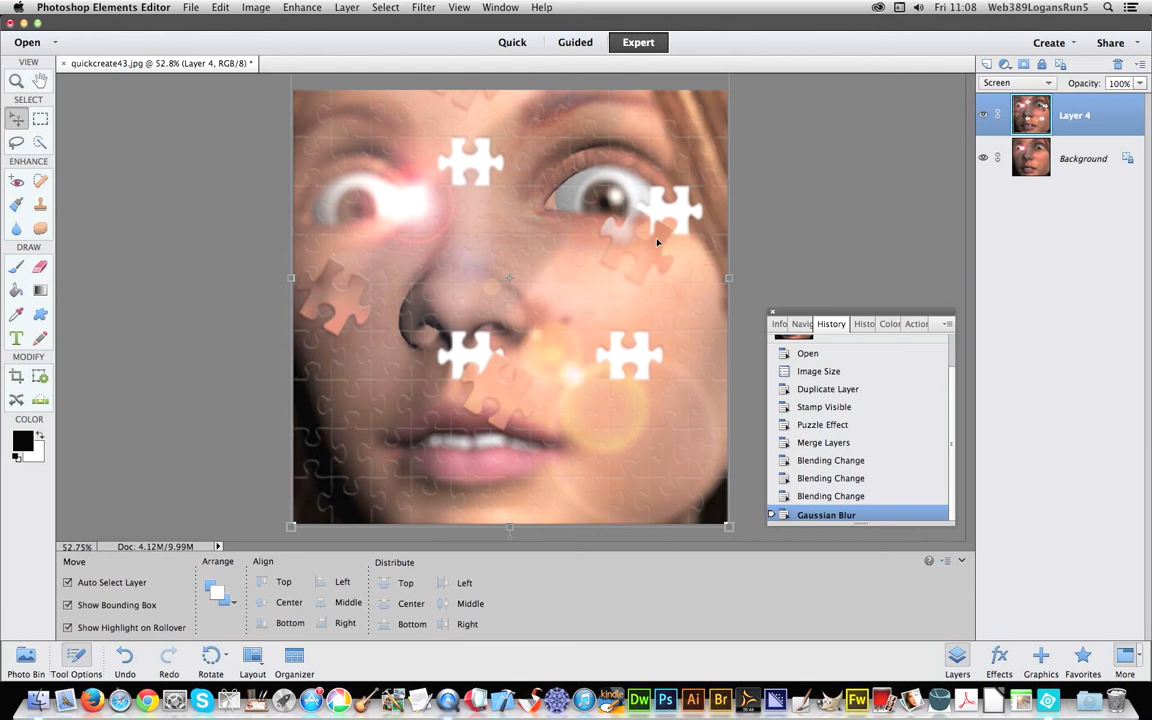 Photoshop Elements Editor File Edit Image Enhance Layer Select Filter View Window Help Fri 11:08 Web389LogansRun5
Open Quick Guided Expert Create Share
VIEW
× quickcreate43.jpg @ 52.8% (Layer 4, RGB/8) *
Screen Opacity: 100%
SELECT
Layer 4
Background
ENHANCE
DRAW
MODIFY
COLOR
Info Navig History Histo Color Action
Open
Image Size
Duplicate Layer
Stamp Visible
Puzzle Effect
Merge Layers
Blending Change
Blending Change
Blending Change
Gaussian Blur
52.75% Doc: 4.12M/9.99M
Move Arrange Align Distribute
Auto Select Layer Top Left Top Left
Show Bounding Box Center Middle Center Middle
Show Highlight on Rollover Bottom Right Bottom Right
Photo Bin Tool Options Undo Redo Rotate Layout Organizer Layers Effects Graphics Favorites More
kindle Dw Ps Ai Br Fw